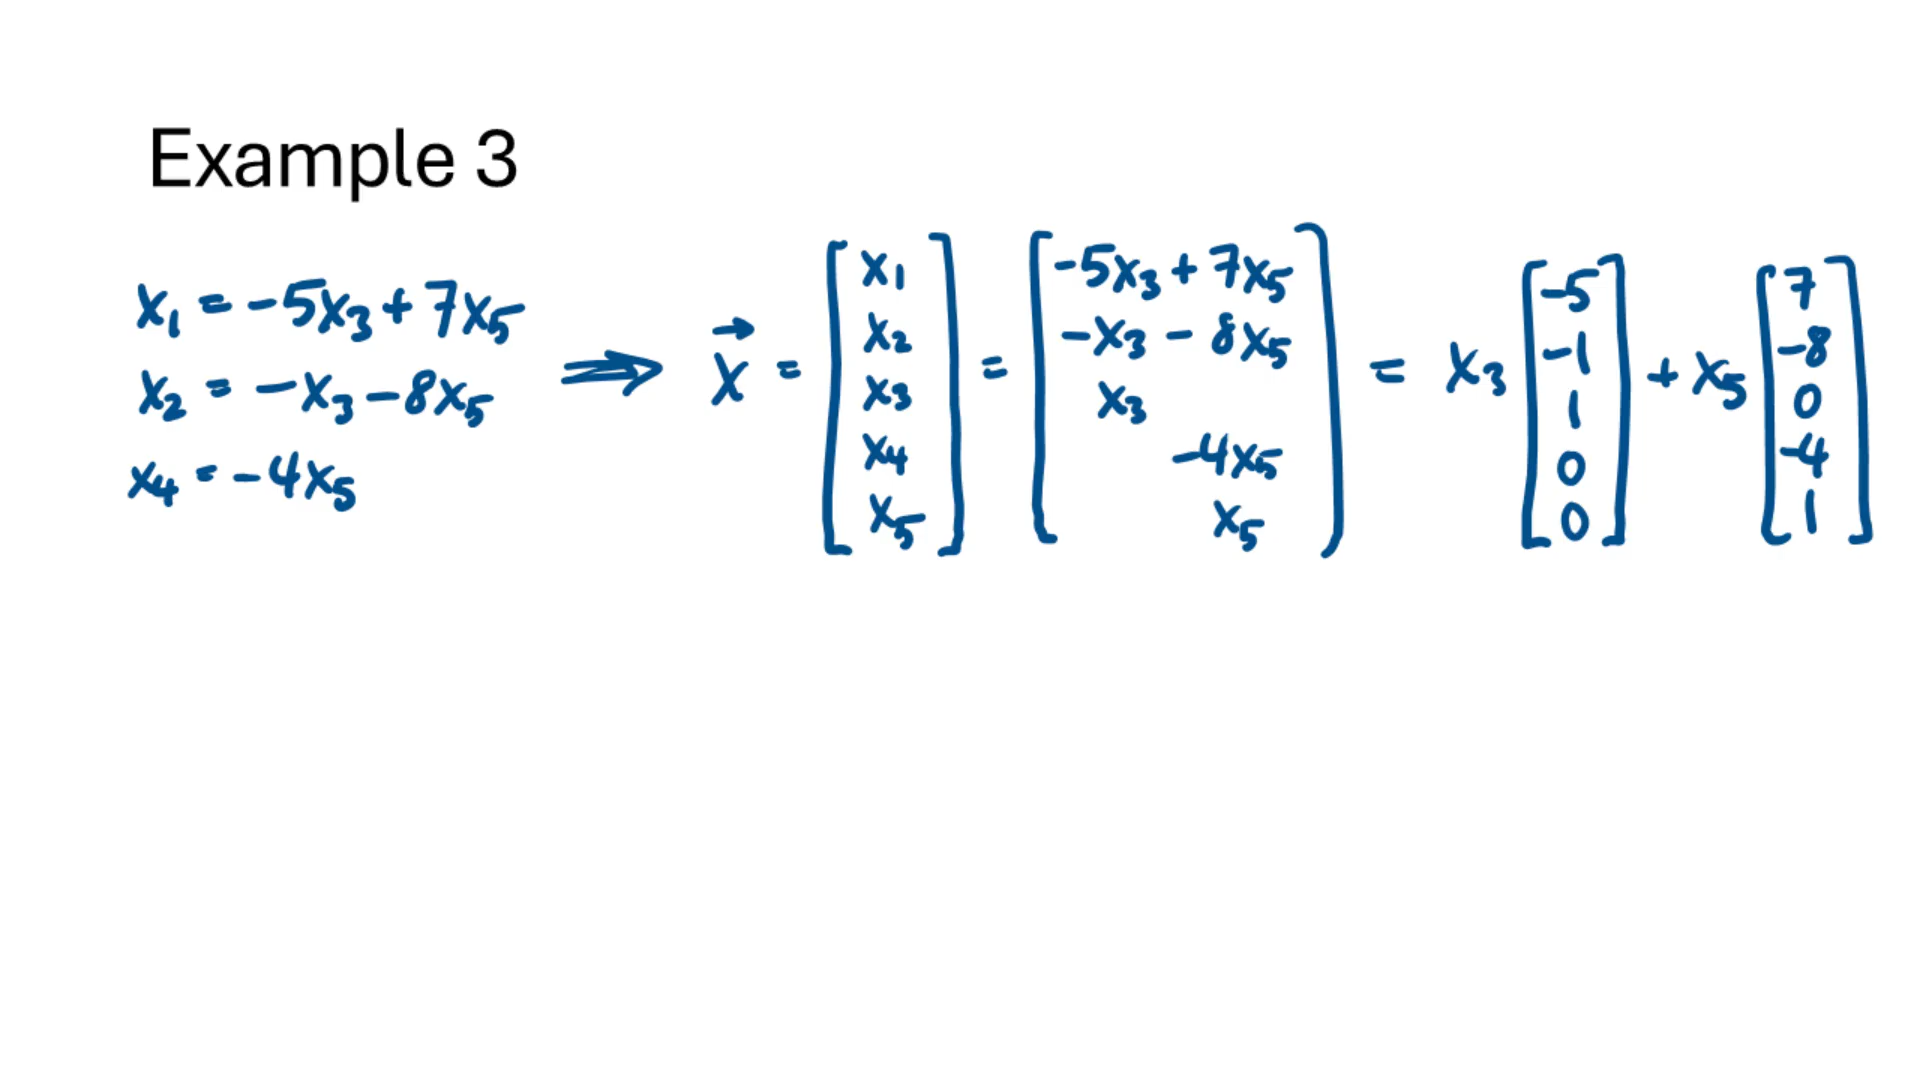 Example 3
x₁ = -5x₃ + 7x₅
x₂ = -x₃ - 8x₅
x₄ = -4x₅
⟹ x⃗ = [x₁ x₂ x₃ x₄ x₅] = [-5x₃ + 7x₅ -x₃ - 8x₅ x₃ -4x₅ x₅] = x₃ [-5 -1 1 0 0] + x₅ [7 -8 0 -4 1]